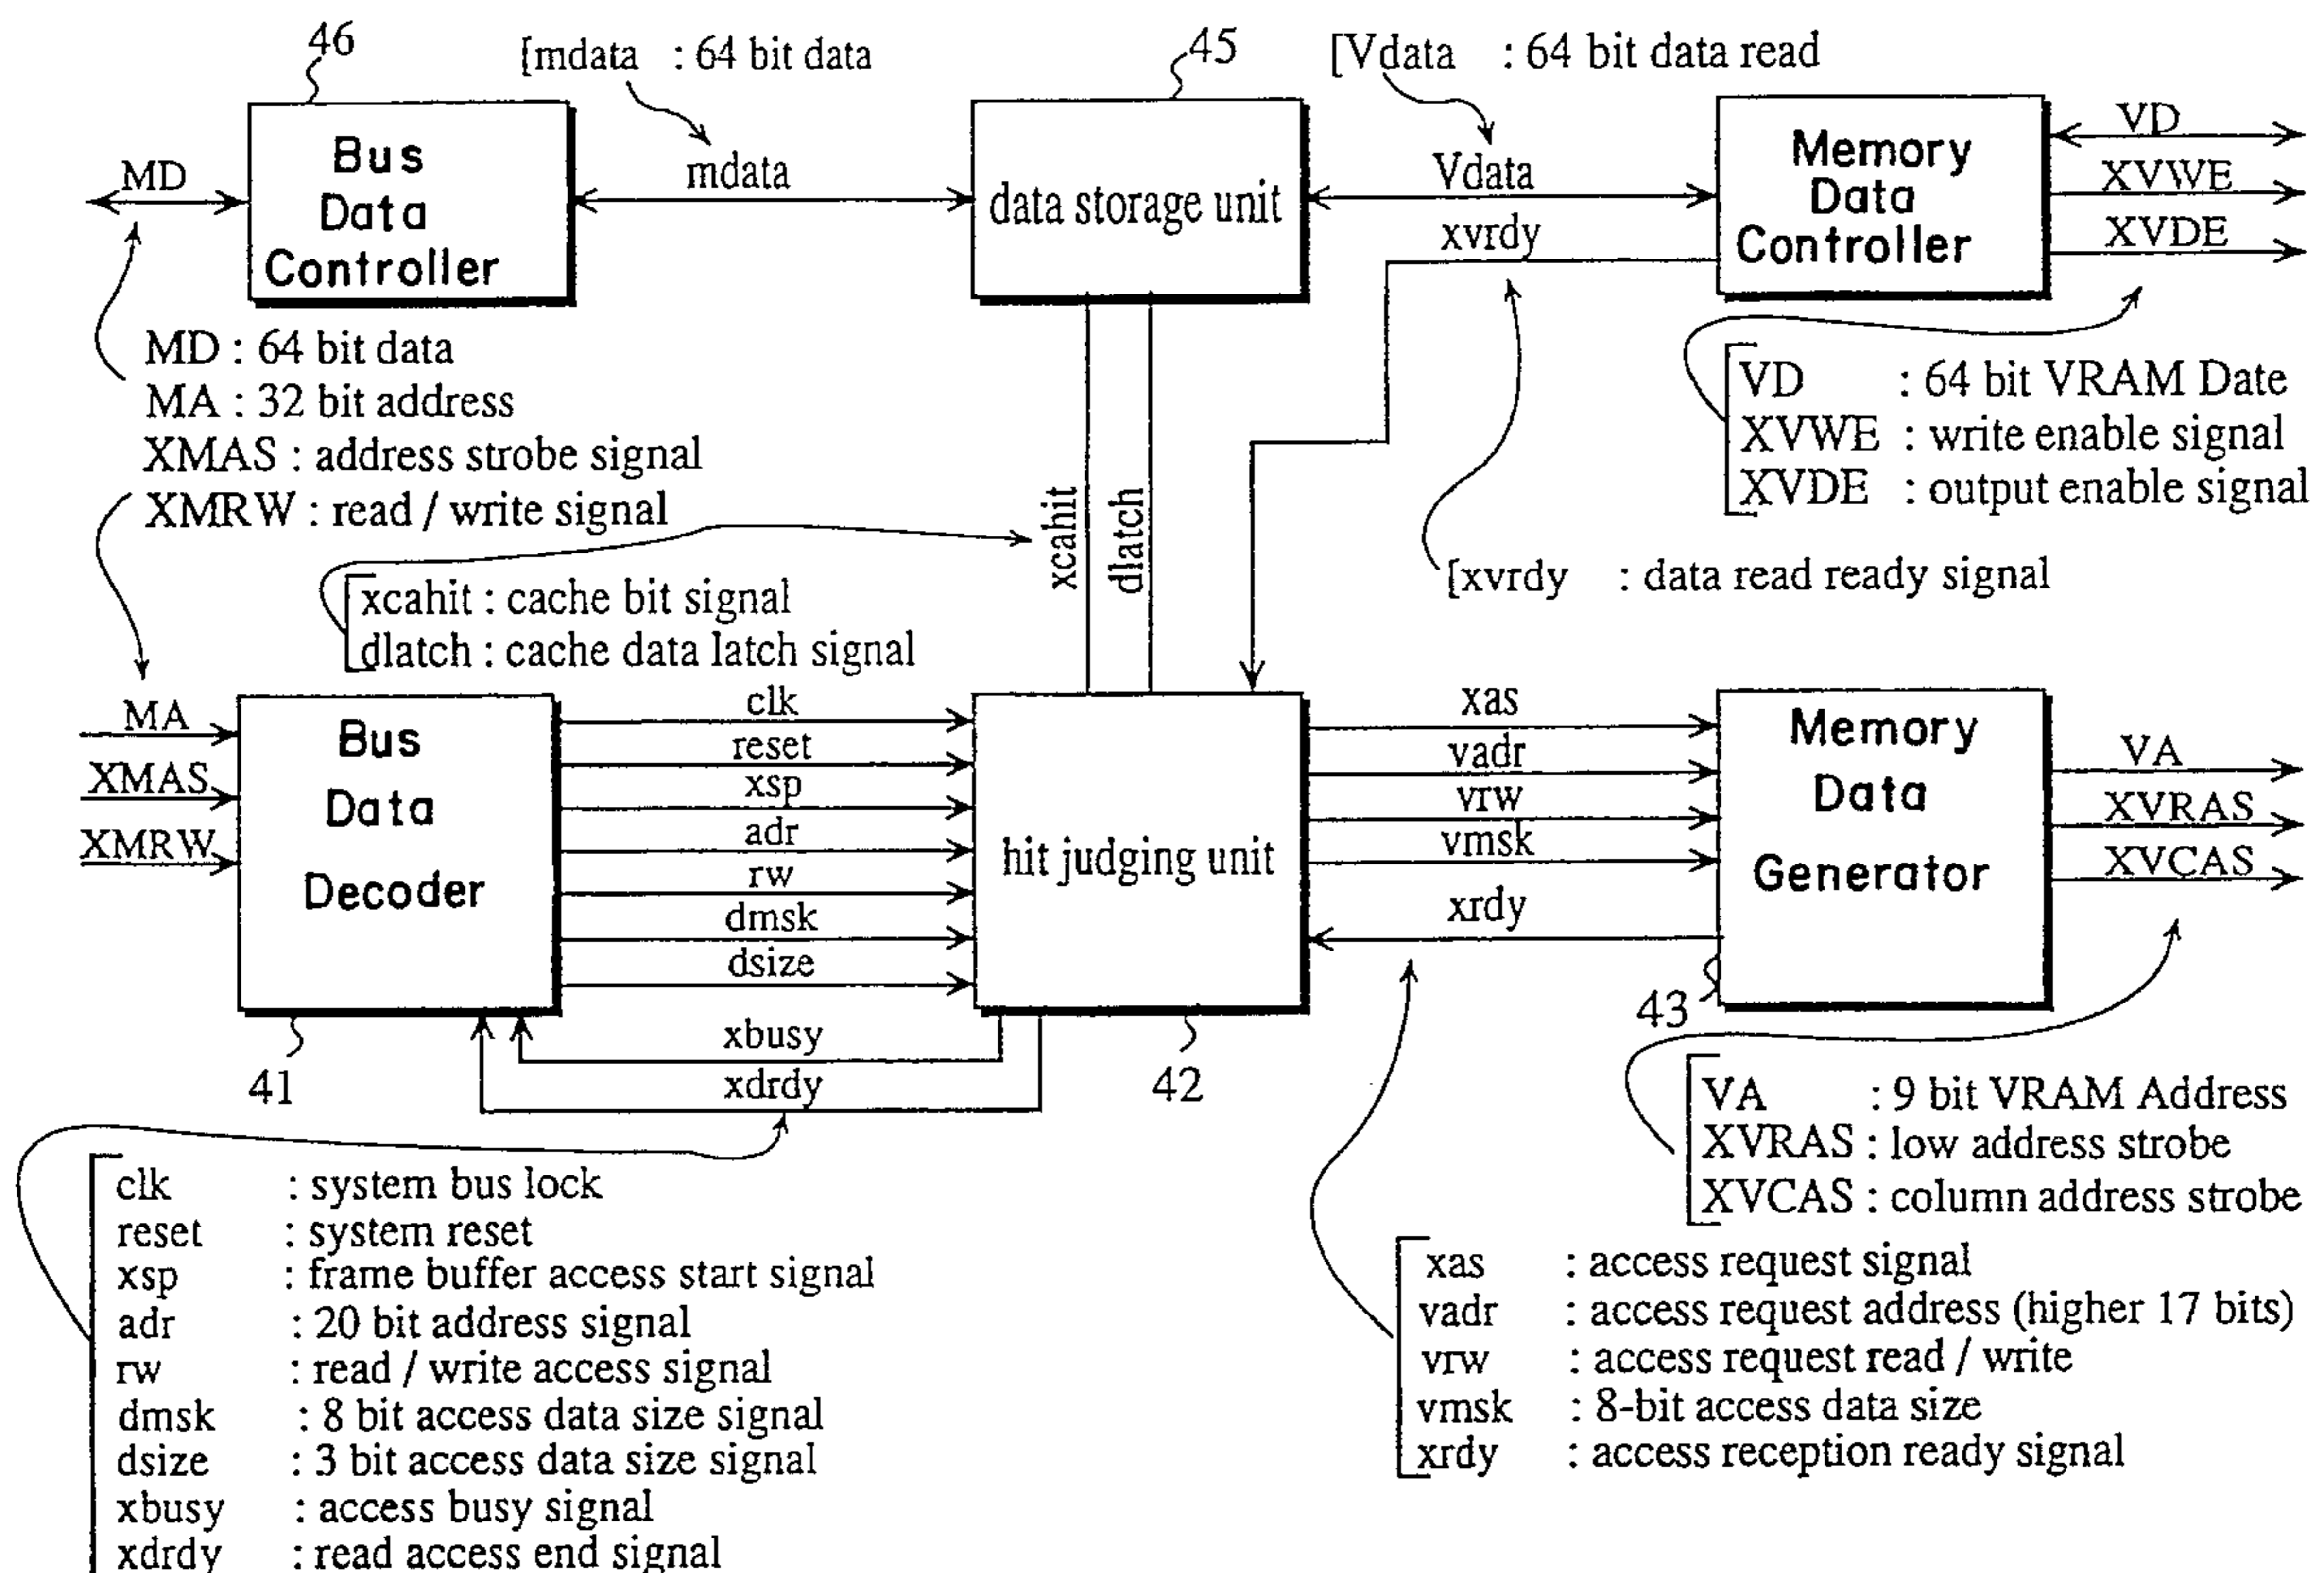 46
[mdata : 64 bit data
45
[Vdata : 64 bit data read
Bus
Data
Controller
MD
mdata
data storage unit
Vdata
xvrdy
Memory
Data
Controller
VD
XVWE
XVDE
MD : 64 bit data
MA : 32 bit address
XMAS : address strobe signal
XMRW : read / write signal
VD : 64 bit VRAM Date
XVWE : write enable signal
XVDE : output enable signal
xcahit
dlatch
[xvrdy : data read ready signal
xcahit : cache bit signal
dlatch : cache data latch signal
MA
XMAS
XMRW
Bus
Data
Decoder
clk
reset
xsp
adr
rw
dmsk
dsize
hit judging unit
xas
vadr
vrw
vmsk
xrdy
Memory
Data
Generator
VA
XVRAS
XVCAS
43
41
xbusy
xdrdy
42
VA : 9 bit VRAM Address
XVRAS : low address strobe
XVCAS : column address strobe
clk : system bus lock
reset : system reset
xsp : frame buffer access start signal
adr : 20 bit address signal
rw : read / write access signal
dmsk : 8 bit access data size signal
dsize : 3 bit access data size signal
xbusy : access busy signal
xdrdy : read access end signal
xas : access request signal
vadr : access request address (higher 17 bits)
vrw : access request read / write
vmsk : 8-bit access data size
xrdy : access reception ready signal